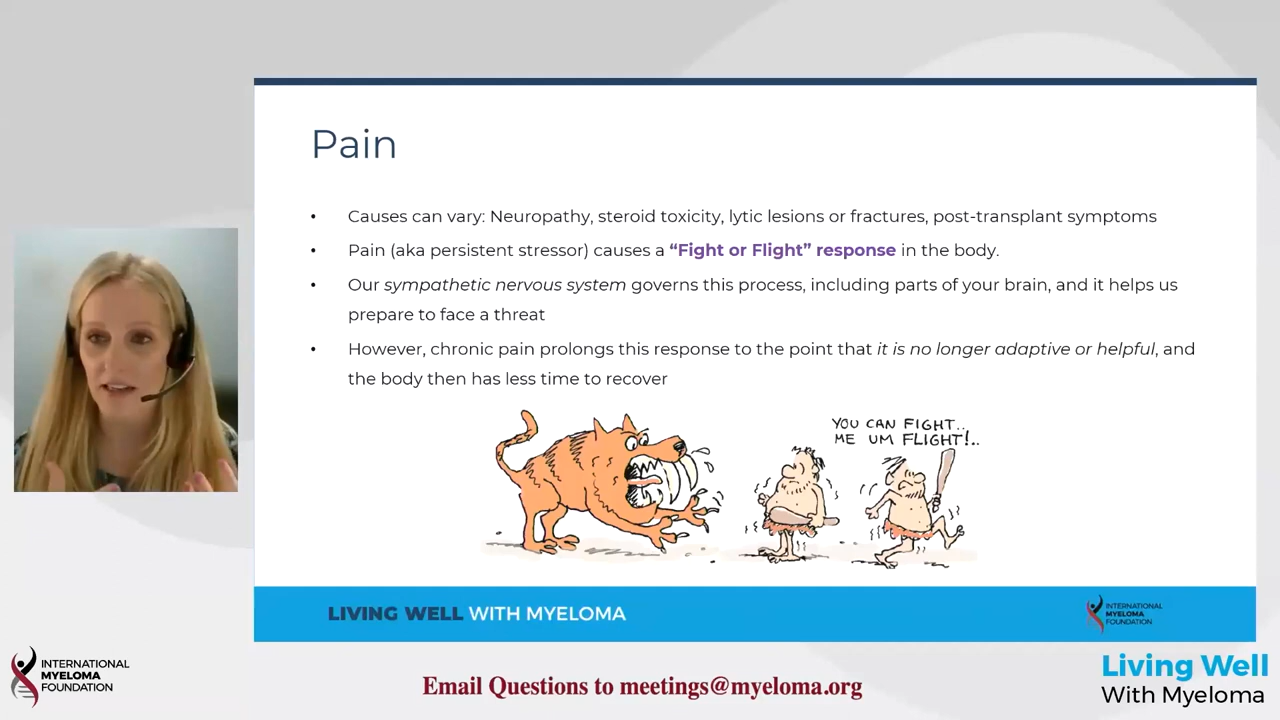 Pain
• Causes can vary: Neuropathy, steroid toxicity, lytic lesions or fractures, post-transplant symptoms
• Pain (aka persistent stressor) causes a “Fight or Flight” response in the body.
• Our sympathetic nervous system governs this process, including parts of your brain, and it helps us
prepare to face a threat
• However, chronic pain prolongs this response to the point that it is no longer adaptive or helpful, and
the body then has less time to recover
YOU CAN FIGHT..
ME UM FLIGHT!..
LIVING WELL WITH MYELOMA
INTERNATIONAL
MYELOMA
FOUNDATION
INTERNATIONAL
MYELOMA
FOUNDATION
Email Questions to meetings@myeloma.org
Living Well
With Myeloma